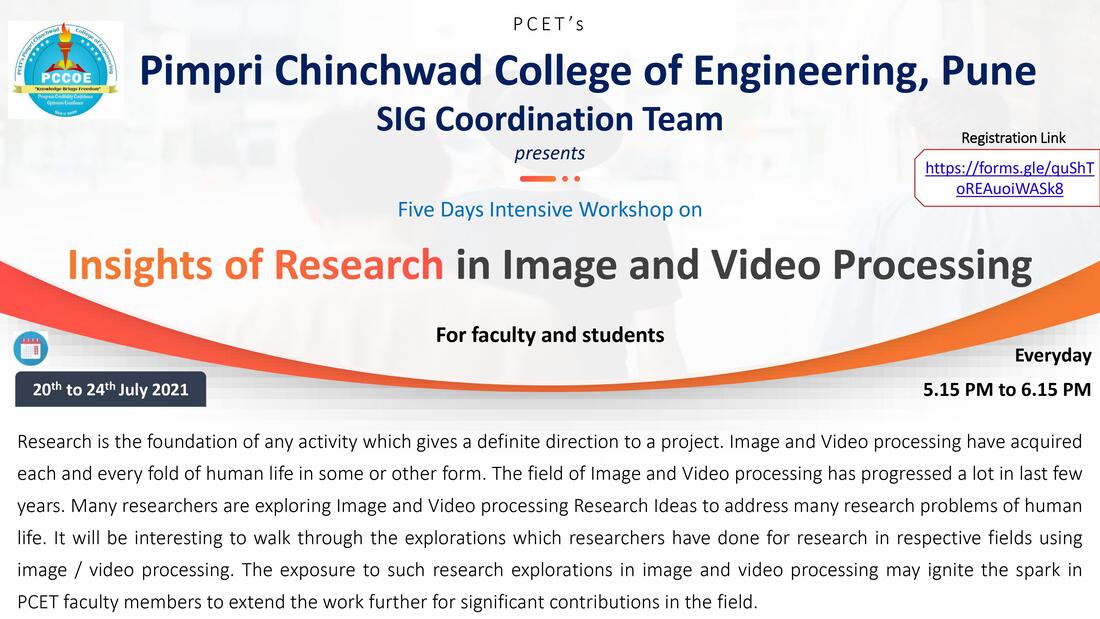 PCET’s
PCET's Pimpri Chinchwad College of Engineering
PCCOE
"Knowledge Brings Freedom"
Pimpri Chinchwad College of Engineering, Pune
SIG Coordination Team
presents
Registration Link
https://forms.gle/quShT
oREAuoiWASk8
Five Days Intensive Workshop on
Insights of Research in Image and Video Processing
For faculty and students
Everyday
20th to 24th July 2021
5.15 PM to 6.15 PM
Research is the foundation of any activity which gives a definite direction to a project. Image and Video processing have acquired
each and every fold of human life in some or other form. The field of Image and Video processing has progressed a lot in last few
years. Many researchers are exploring Image and Video processing Research Ideas to address many research problems of human
life. It will be interesting to walk through the explorations which researchers have done for research in respective fields using
image / video processing. The exposure to such research explorations in image and video processing may ignite the spark in
PCET faculty members to extend the work further for significant contributions in the field.